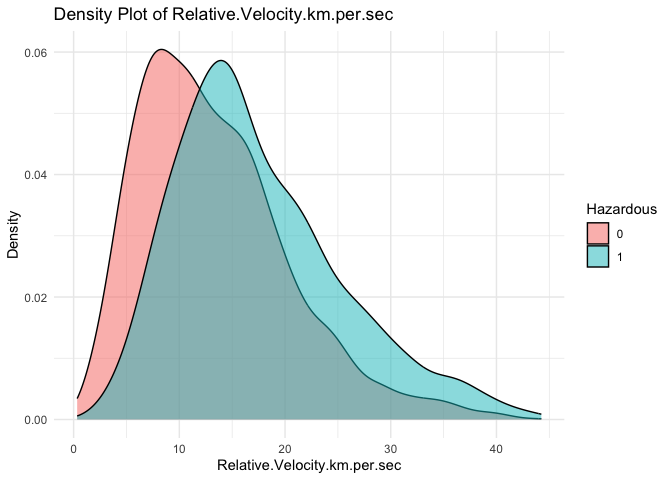 Density Plot of Relative.Velocity.km.per.sec
0.06
0.04
0.02
0.00
Density
0
10
20
30
40
Relative.Velocity.km.per.sec
Hazardous
0
1